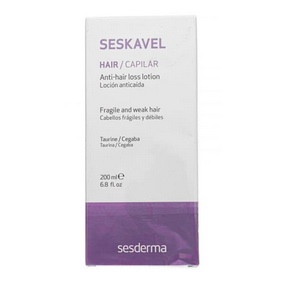 SESKAVEL
HAIR / CAPILAR
Anti-hair loss lotion
Loción anticaída
Fragile and weak hair
Cabellos frágiles y débiles
Taurine / Cegaba
Taurine / Cegaba
200 ml ℮
6.8 fl. oz
sesderma